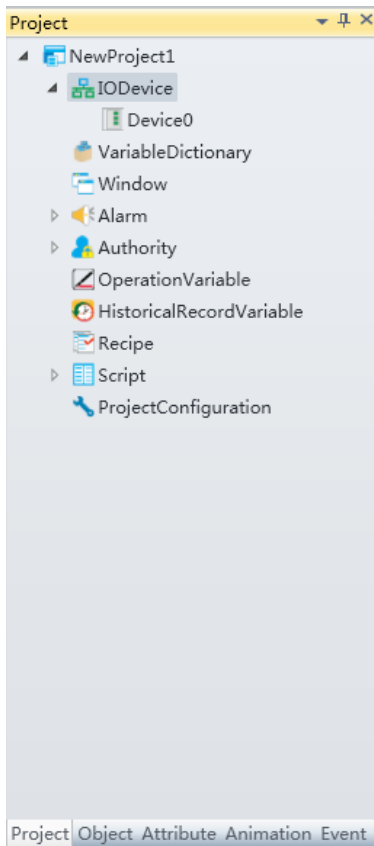 Project
NewProject1
IODevice
Device0
VariableDictionary
Window
Alarm
Authority
OperationVariable
HistoricalRecordVariable
Recipe
Script
ProjectConfiguration
Project Object Attribute Animation Event